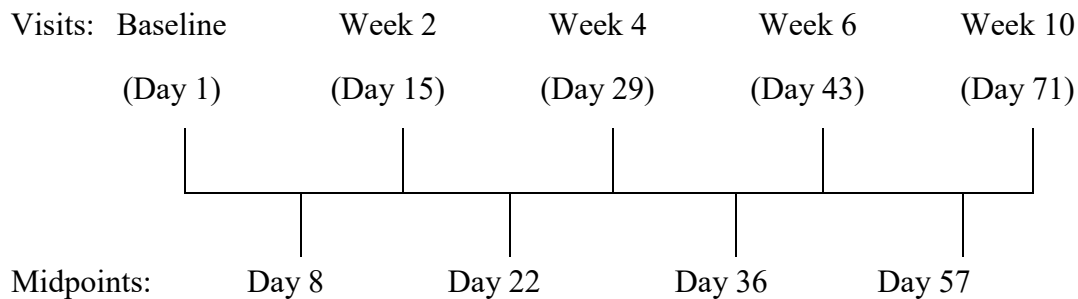 Visits: Baseline Week 2 Week 4 Week 6 Week 10
(Day 1) (Day 15) (Day 29) (Day 43) (Day 71)
Midpoints: Day 8 Day 22 Day 36 Day 57